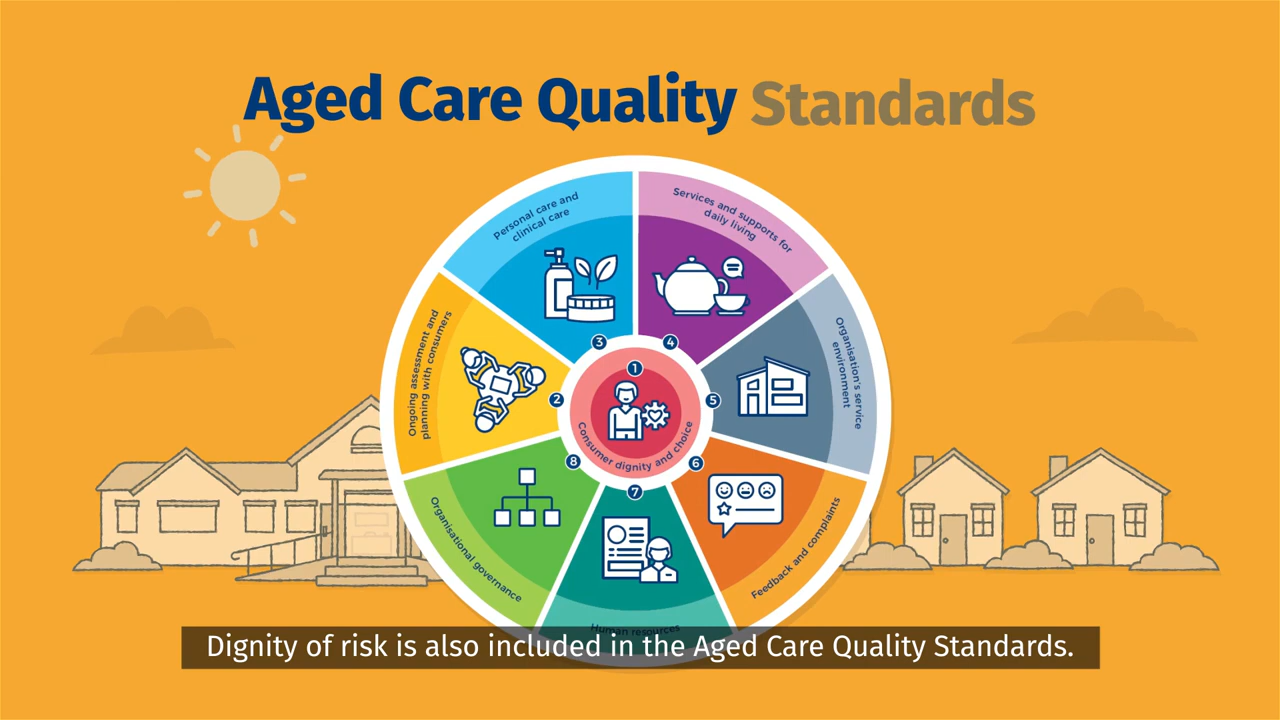 Aged Care Quality Standards
Personal care and
clinical care
Services and supports for
daily living
Ongoing assessment and
planning with consumers
Organisation's service
environment
3
4
1
2
5
Consumer dignity and choice
8
6
7
Organisational governance
Feedback and complaints
Human resources
Dignity of risk is also included in the Aged Care Quality Standards.